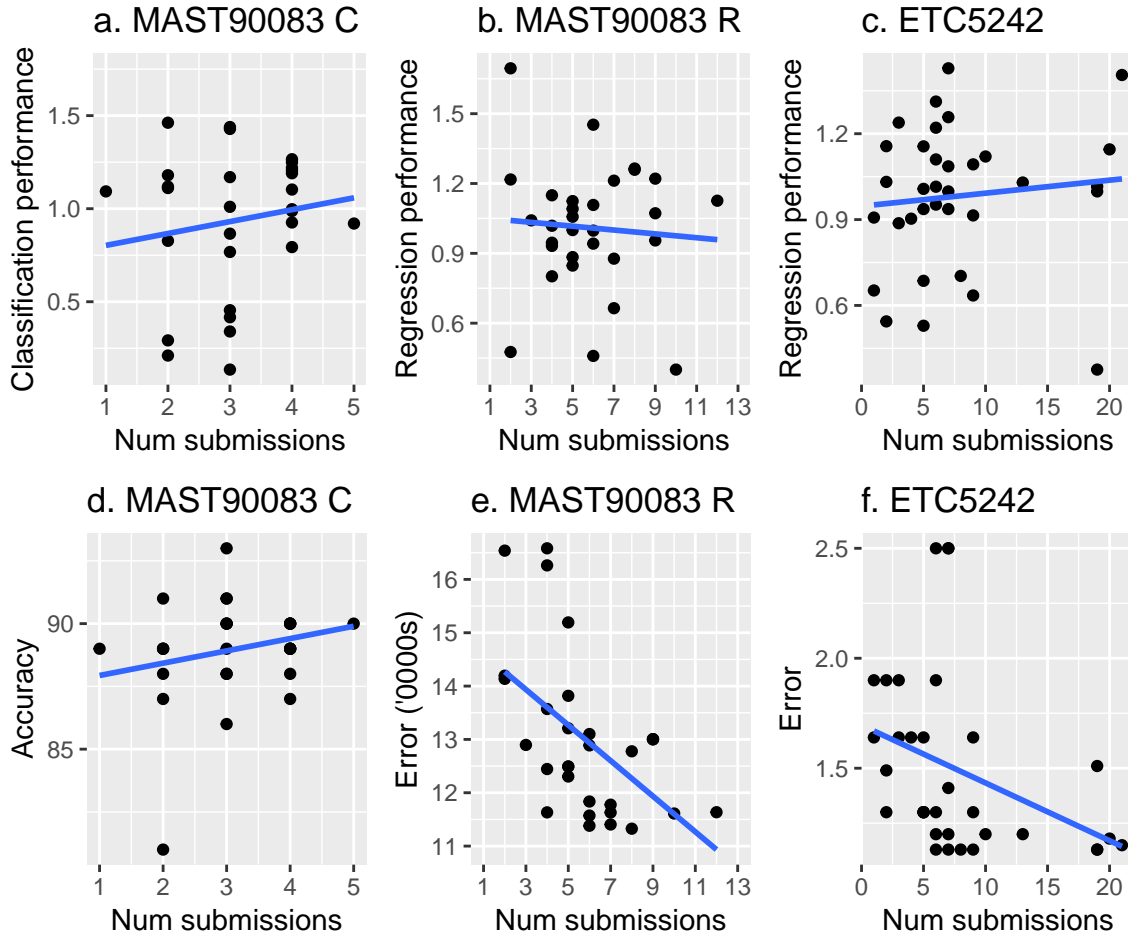 a. MAST90083 C
Classification performance
1.5
1.0
0.5
1 2 3 4 5
Num submissions
b. MAST90083 R
Regression performance
1.5
1.2
0.9
0.6
1 3 5 7 9 11 13
Num submissions
c. ETC5242
Regression performance
1.2
0.9
0.6
0 5 10 15 20
Num submissions
d. MAST90083 C
Accuracy
90
85
1 2 3 4 5
Num submissions
e. MAST90083 R
Error ('0000s)
16
15
14
13
12
11
1 3 5 7 9 11 13
Num submissions
f. ETC5242
Error
2.5
2.0
1.5
0 5 10 15 20
Num submissions